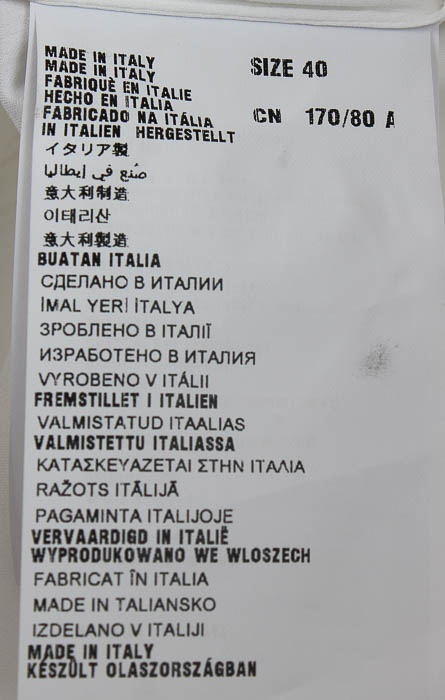 MADE IN ITALY
MADE IN ITALY
FABRIQUÈ EN ITALIE
HECHO EN ITALIA
FABRICADO NA ITÁLIA
IN ITALIEN HERGESTELLT
SIZE 40
CN 170/80 A
イタリア製
صنع في إيطاليا
意大利制造
이태리산
意大利製造
BUATAN ITALIA
СДЕЛАНО В ИТАЛИИ
İMAL YERİ İTALYA
ЗРОБЛЕНО В ІТАЛІЇ
ИЗРАБОТЕНО В ИТАЛИЯ
VYROBENO V ITÁLII
FREMSTILLET I ITALIEN
VALMISTATUD ITAALIAS
VALMISTETTU ITALIASSA
ΚΑΤΑΣΚΕΥΑΖΕΤΑΙ ΣΤΗΝ ΙΤΑΛΙΑ
RAŽOTS ITĀLIJĀ
PAGAMINTA ITALIJOJE
VERVAARDIGD IN ITALIË
WYPRODUKOWANO WE WLOSZECH
FABRICAT ÎN ITALIA
MADE IN TALIANSKO
IZDELANO V ITALIJI
MADE IN ITALY
KÉSZÜLT OLASZORSZÁGBAN